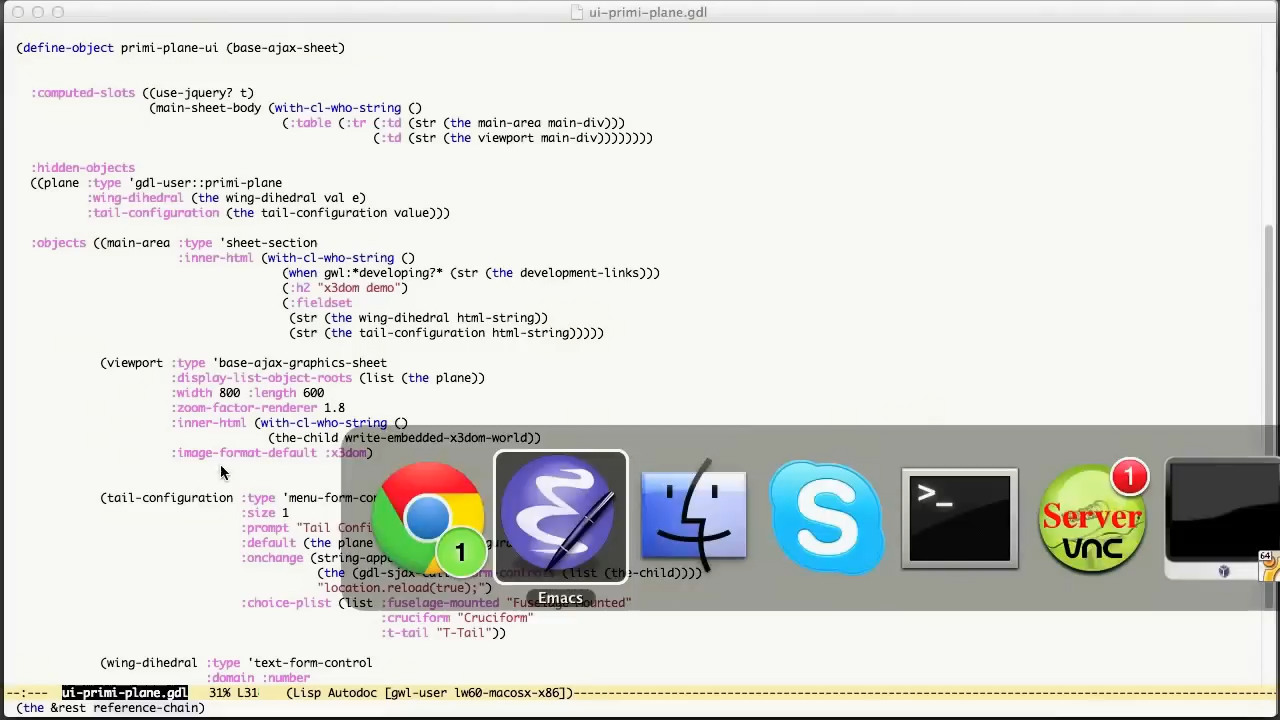 ui-primi-plane.gdl
(define-object primi-plane-ui (base-ajax-sheet)
:computed-slots ((use-jquery? t)
(main-sheet-body (with-cl-who-string ()
(:table (:tr (:td (str (the main-area main-div)))
(:td (str (the viewport main-div))))))))
:hidden-objects
((plane :type 'gdl-user::primi-plane
:wing-dihedral (the wing-dihedral val e)
:tail-configuration (the tail-configuration value)))
:objects ((main-area :type 'sheet-section
:inner-html (with-cl-who-string ()
(when gwl:*developing?* (str (the development-links)))
(:h2 "x3dom demo")
(:fieldset
(str (the wing-dihedral html-string))
(str (the tail-configuration html-string)))))
(viewport :type 'base-ajax-graphics-sheet
:display-list-object-roots (list (the plane))
:width 800 :length 600
:zoom-factor-renderer 1.8
:inner-html (with-cl-who-string ()
(the-child write-embedded-x3dom-world))
:image-format-default :x3dom)
(tail-configuration :type 'menu-form-con
:size 1
:prompt "Tail Confi
:default (the plane
:onchange (string-appe
(the (gdl-sjax-call form-controls (list (the-child))))
"location.reload(true);")
:choice-plist (list :fuselage-mounted "Fuselage Mounted"
:cruciform "Cruciform"
:t-tail "T-Tail"))
(wing-dihedral :type 'text-form-control
:domain :number
1
S
>_
1
Server
VNC
64
Emacs
--:--- ui-primi-plane.gdl 31% L31 (Lisp Autodoc [gwl-user lw60-macosx-x86])
(the &rest reference-chain)